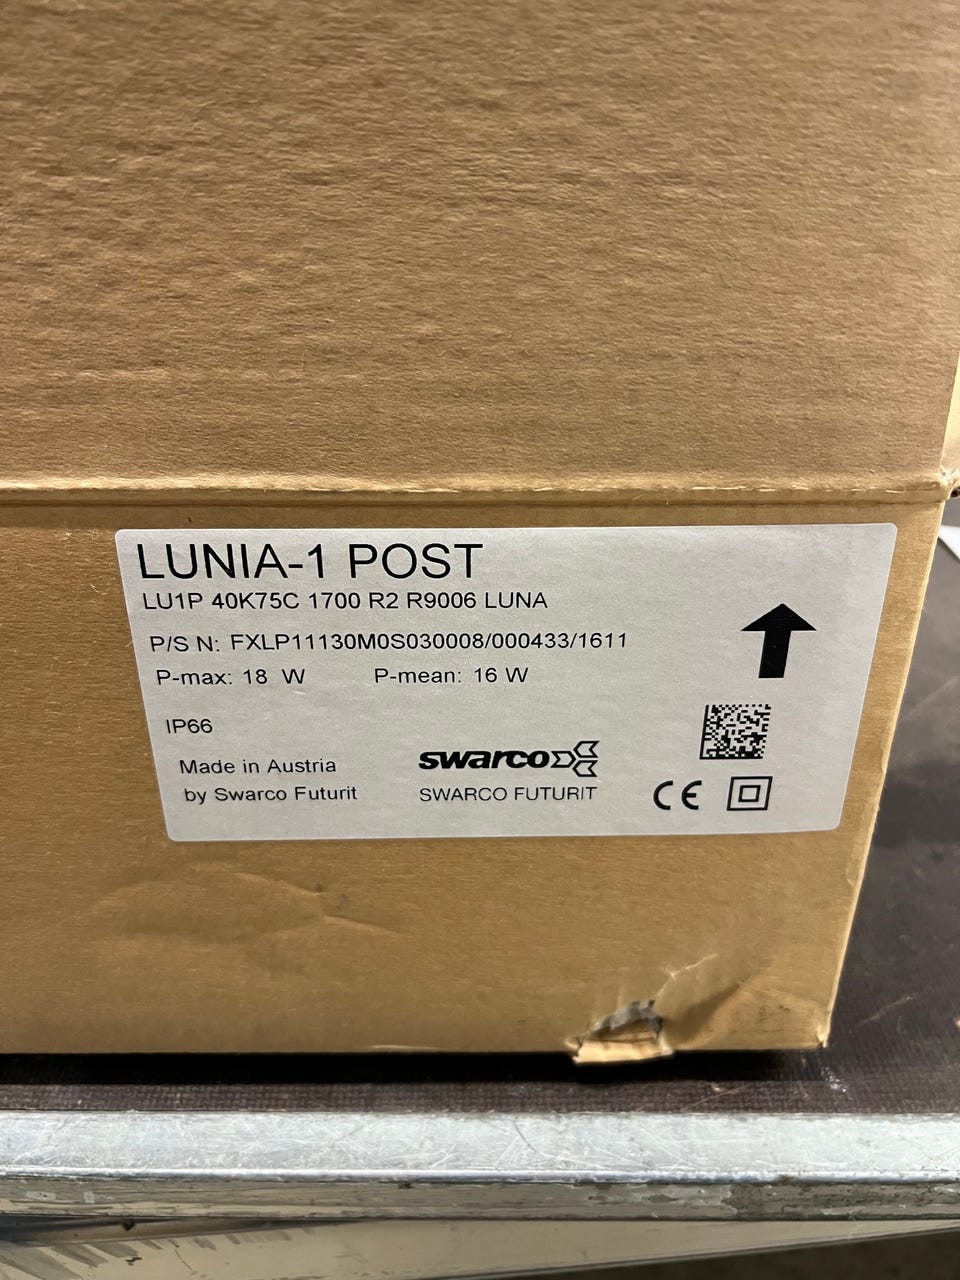 LUNIA-1 POST
LU1P 40K75C 1700 R2 R9006 LUNA
P/S N: FXLP11130M0S030008/000433/1611
P-max: 18 W P-mean: 16 W
IP66
Made in Austria
by Swarco Futurit
swarco
SWARCO FUTURIT
CE